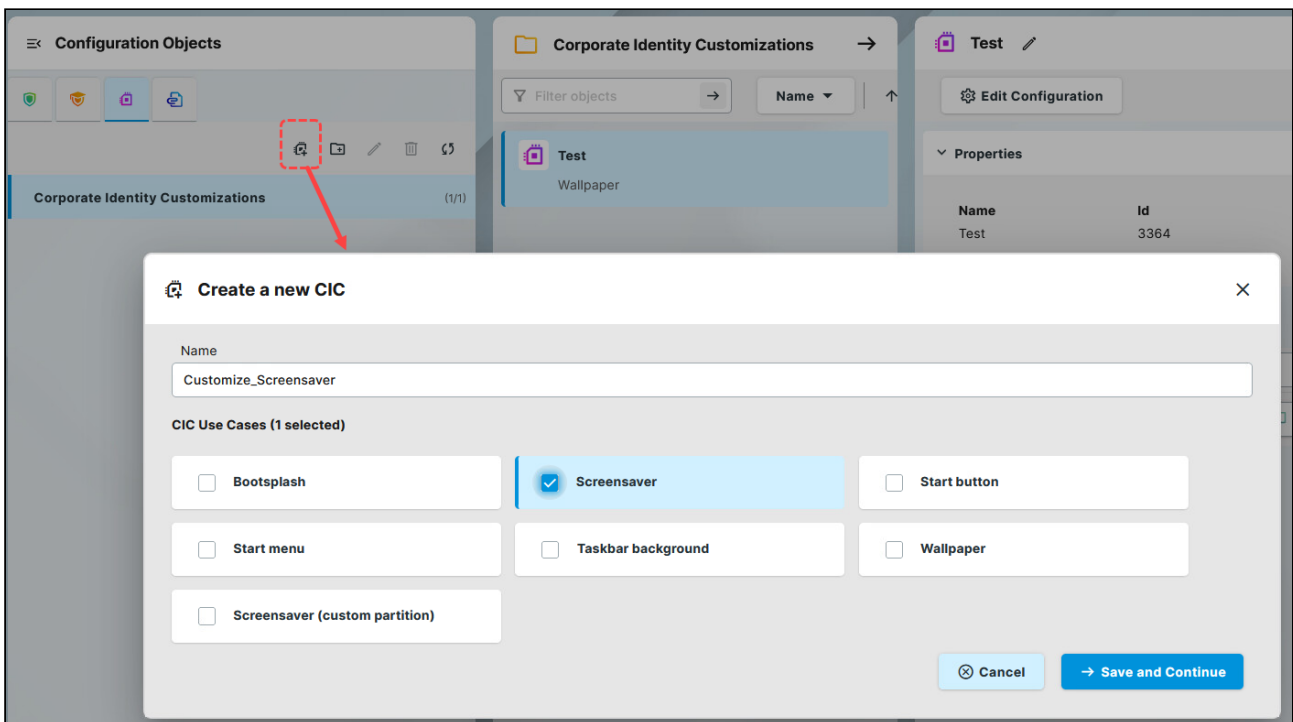 Configuration Objects
Corporate Identity Customizations
Test
Filter objects
Name
Edit Configuration
Test
Wallpaper
Properties
Corporate Identity Customizations
(1/1)
Name
Id
Test
3364
Create a new CIC
Name
Customize_Screensaver
CIC Use Cases (1 selected)
Bootsplash
Screensaver
Start button
Start menu
Taskbar background
Wallpaper
Screensaver (custom partition)
Cancel
Save and Continue